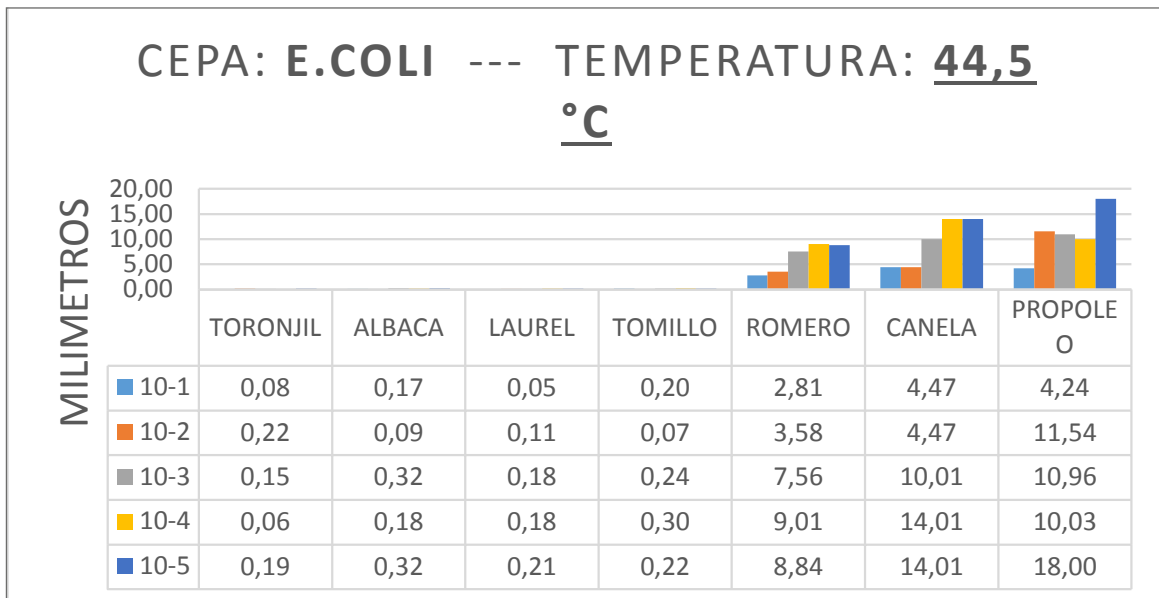 CEPA: E.COLI --- TEMPERATURA: 44,5
°C
MILIMETROS
20,00
15,00
10,00
5,00
0,00
TORONJIL ALBACA LAUREL TOMILLO ROMERO CANELA PROPOLE
O
10-1 0,08 0,17 0,05 0,20 2,81 4,47 4,24
10-2 0,22 0,09 0,11 0,07 3,58 4,47 11,54
10-3 0,15 0,32 0,18 0,24 7,56 10,01 10,96
10-4 0,06 0,18 0,18 0,30 9,01 14,01 10,03
10-5 0,19 0,32 0,21 0,22 8,84 14,01 18,00